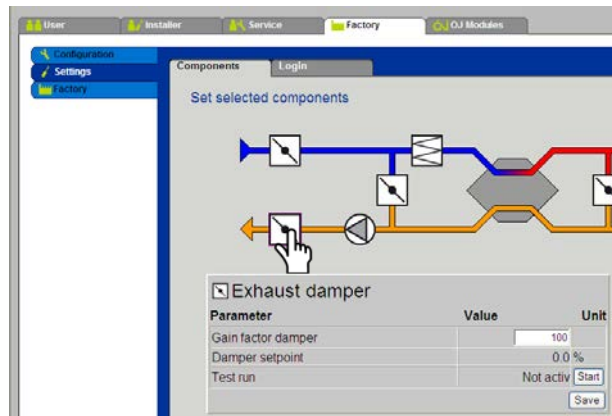 User Installer Service Factory OJ Modules
Configuration
Settings
Factory
Components Login
Set selected components
Exhaust damper
Parameter Value Unit
Gain factor damper 100
Damper setpoint 0.0 %
Test run Not activ Start
Save